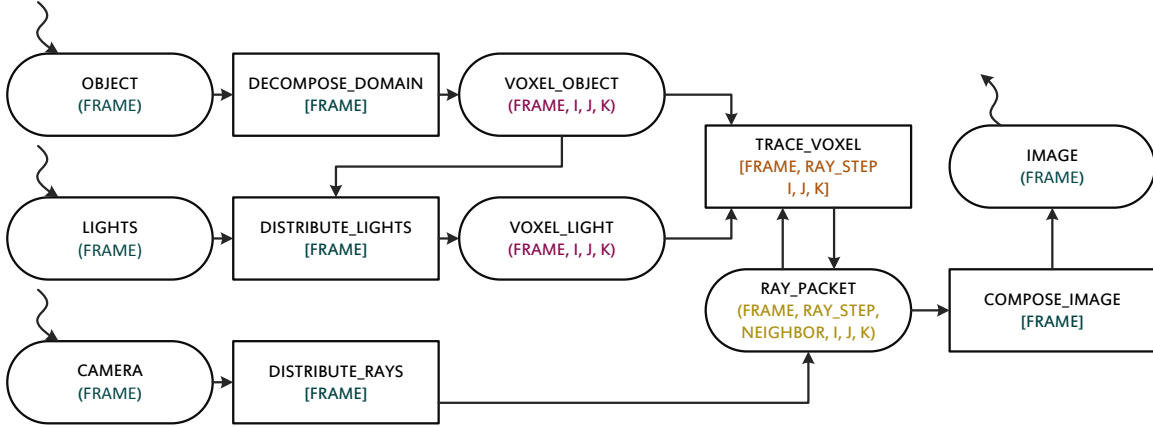 OBJECT
(FRAME)
DECOMPOSE_DOMAIN
[FRAME]
VOXEL_OBJECT
(FRAME, I, J, K)
TRACE_VOXEL
[FRAME, RAY_STEP
I, J, K]
IMAGE
(FRAME)
LIGHTS
(FRAME)
DISTRIBUTE_LIGHTS
[FRAME]
VOXEL_LIGHT
(FRAME, I, J, K)
RAY_PACKET
(FRAME, RAY_STEP,
NEIGHBOR, I, J, K)
COMPOSE_IMAGE
[FRAME]
CAMERA
(FRAME)
DISTRIBUTE_RAYS
[FRAME]